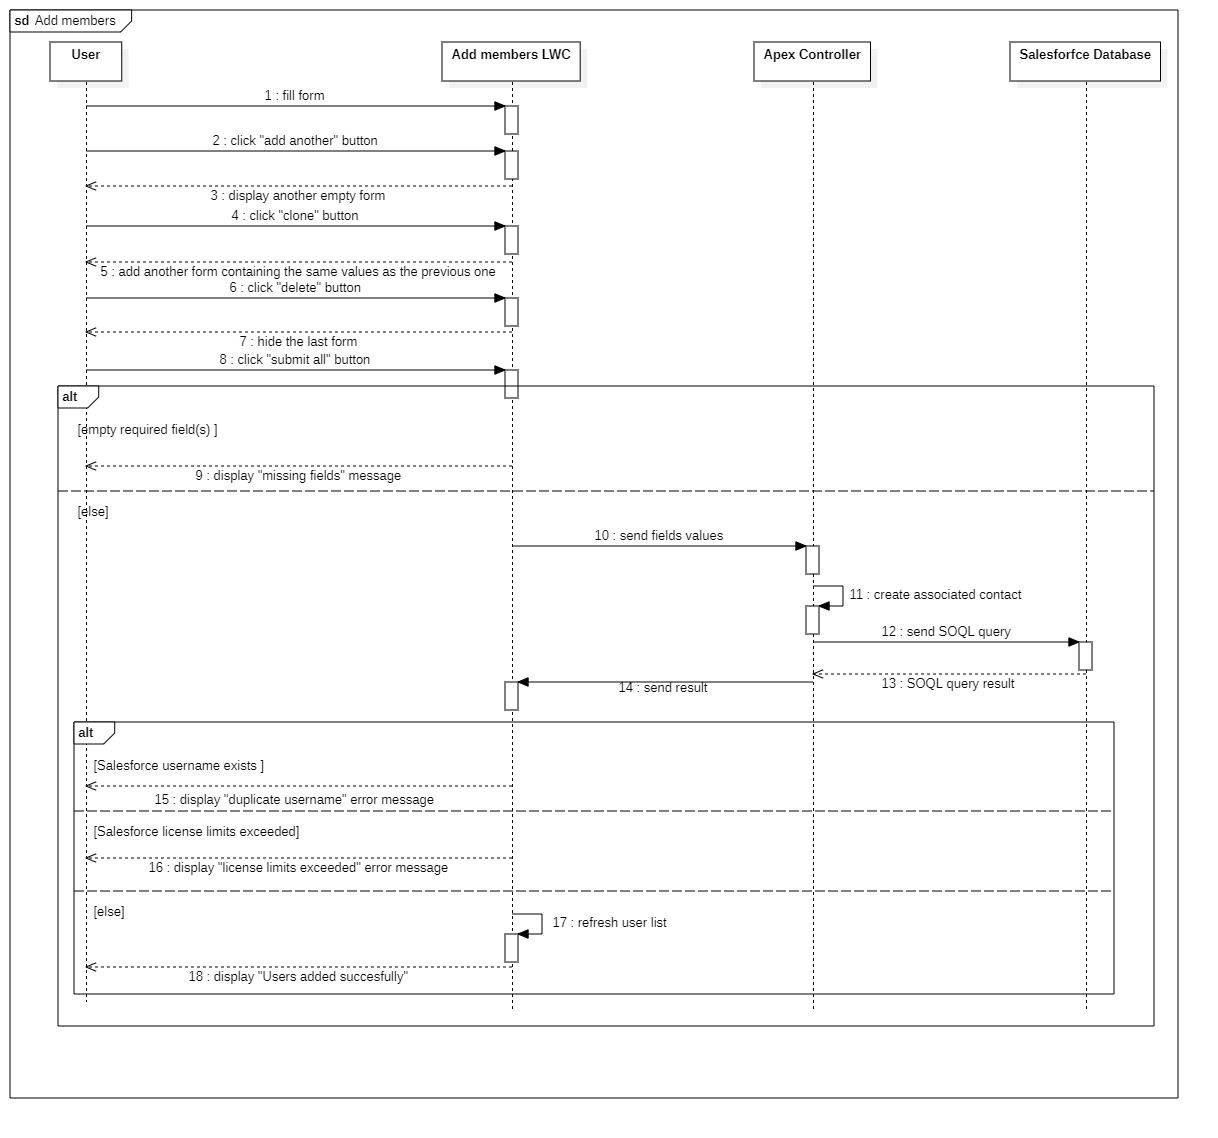 sd Add members
User
Add members LWC
Apex Controller
Salesforfce Database
1 : fill form
2 : click "add another" button
3 : display another empty form
4 : click "clone" button
5 : add another form containing the same values as the previous one
6 : click "delete" button
7 : hide the last form
8 : click "submit all" button
alt
[empty required field(s) ]
9 : display "missing fields" message
[else]
10 : send fields values
11 : create associated contact
12 : send SOQL query
13 : SOQL query result
14 : send result
alt
[Salesforce username exists ]
15 : display "duplicate username" error message
[Salesforce license limits exceeded]
16 : display "license limits exceeded" error message
[else]
17 : refresh user list
18 : display "Users added succesfully"